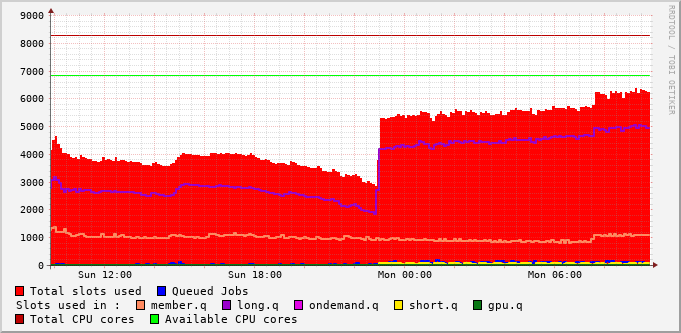 9000
8000
7000
6000
5000
4000
3000
2000
1000
0
Sun 12:00 Sun 18:00 Mon 00:00 Mon 06:00
RRDTOOL / TOBI OETIKER
Total slots used Queued Jobs
Slots used in : member.q long.q ondemand.q short.q gpu.q
Total CPU cores Available CPU cores